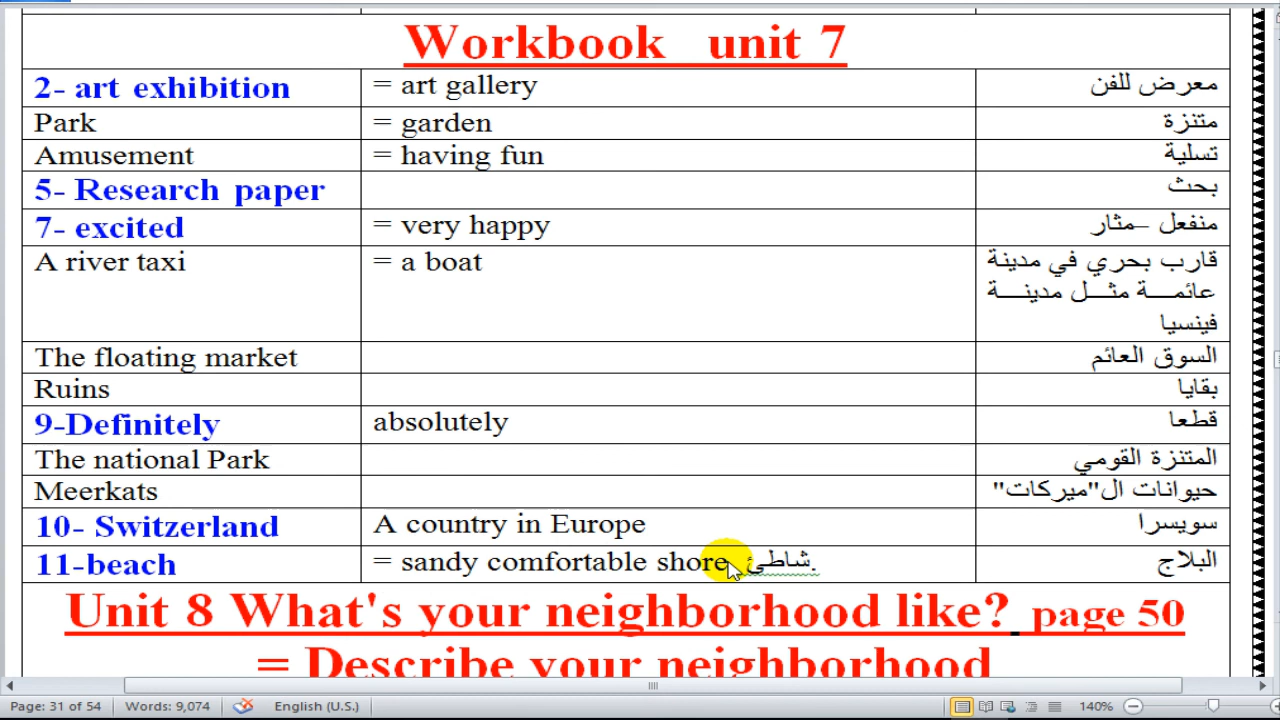 Workbook unit 7
2- art exhibition = art gallery معرض للفن
Park = garden متنزة
Amusement = having fun تسلية
5- Research paper بحث
7- excited = very happy منفعل –مثار
A river taxi = a boat قارب بحري في مدينة
عائمـــة مثـــل مدينـــة
فينسيا
The floating market السوق العائم
Ruins بقايا
9-Definitely absolutely قطعا
The national Park المتنزة القومي
Meerkats حيوانات ال"ميركات"
10- Switzerland A country in Europe سويسرا
11-beach = sandy comfortable shore شاطئ. البلاج
Unit 8 What's your neighborhood like? page 50
= Describe your neighborhood
Page: 31 of 54 Words: 9,074 English (U.S.) 140%